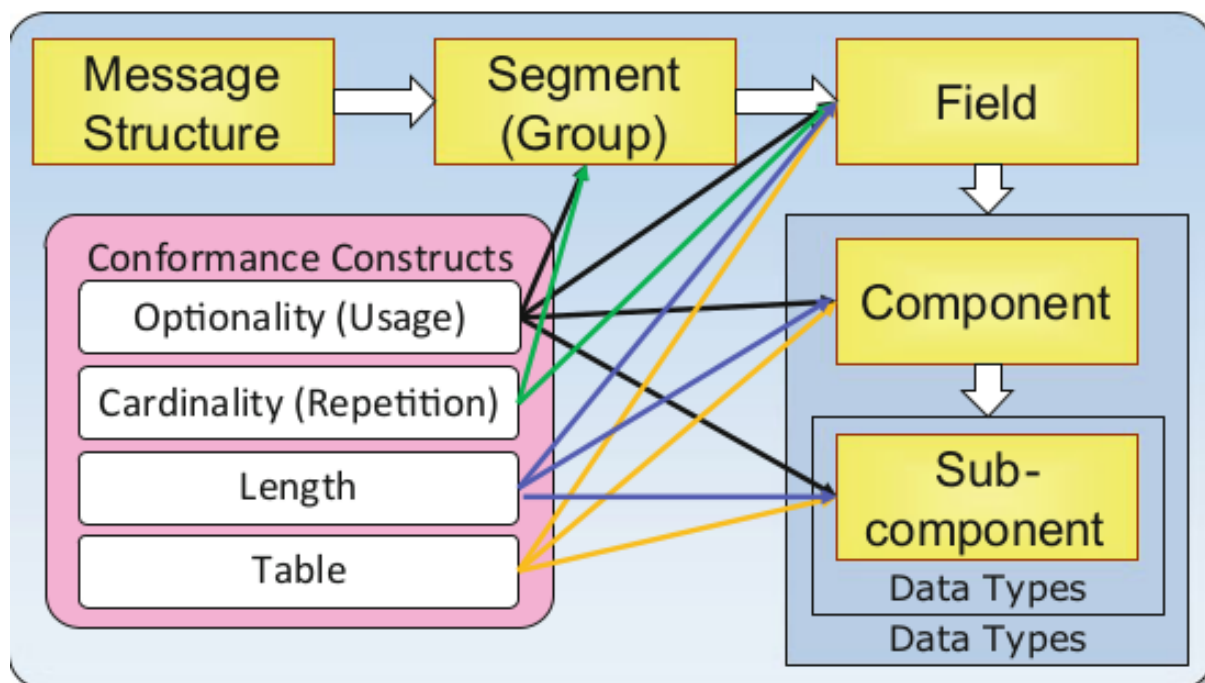 Message
Structure
Segment
(Group)
Field
Conformance Constructs
Optionality (Usage)
Cardinality (Repetition)
Length
Table
Component
Sub-
component
Data Types
Data Types